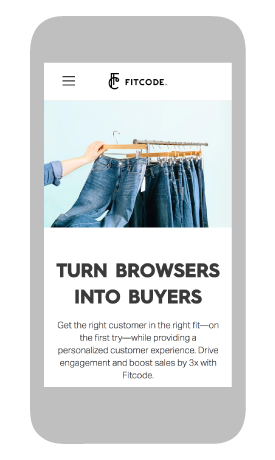 FITCODE.
TURN BROWSERS
INTO BUYERS
Get the right customer in the right fit—on
the first try—while providing a
personalized customer experience. Drive
engagement and boost sales by 3x with
Fitcode.